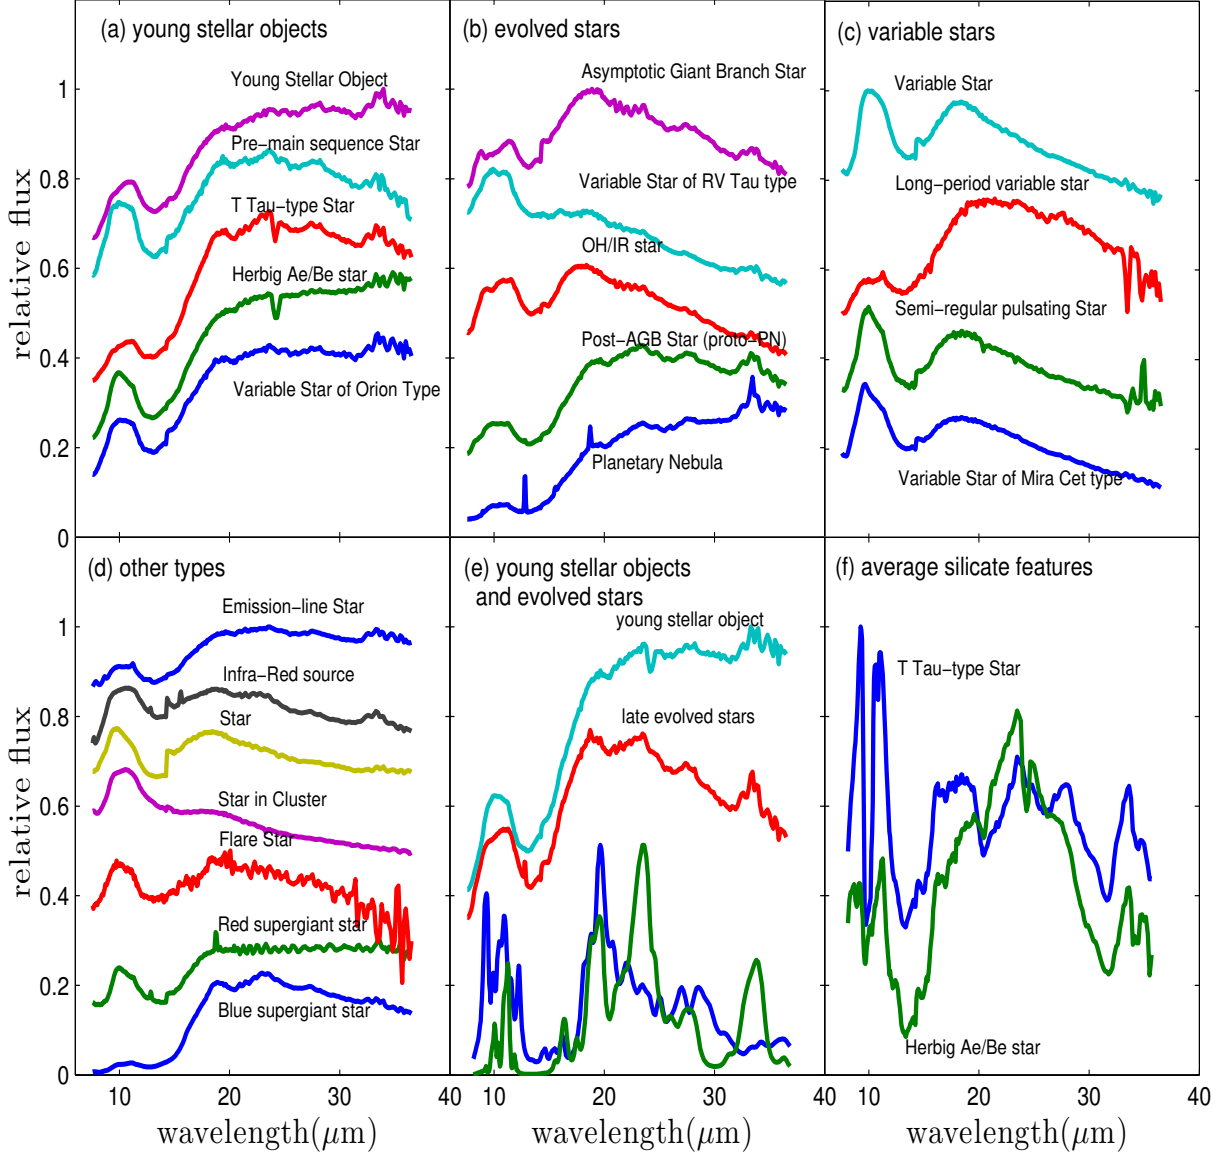 (a) young stellar objects
Young Stellar Object
Pre−main sequence Star
T Tau−type Star
Herbig Ae/Be star
Variable Star of Orion Type
(b) evolved stars
Asymptotic Giant Branch Star
Variable Star of RV Tau type
OH/IR star
Post−AGB Star (proto−PN)
Planetary Nebula
(c) variable stars
Variable Star
Long−period variable star
Semi−regular pulsating Star
Variable Star of Mira Cet type
relative flux
1
0.8
0.6
0.4
0.2
0
(d) other types
Emission−line Star
Infra−Red source
Star
Star in Cluster
Flare Star
Red supergiant star
Blue supergiant star
(e) young stellar objects
and evolved stars
young stellar object
late evolved stars
(f) average silicate features
T Tau−type Star
Herbig Ae/Be star
relative flux
1
0.8
0.6
0.4
0.2
0
10 20 30 40
10 20 30 40
10 20 30 40
wavelength(μm)
wavelength(μm)
wavelength(μm)